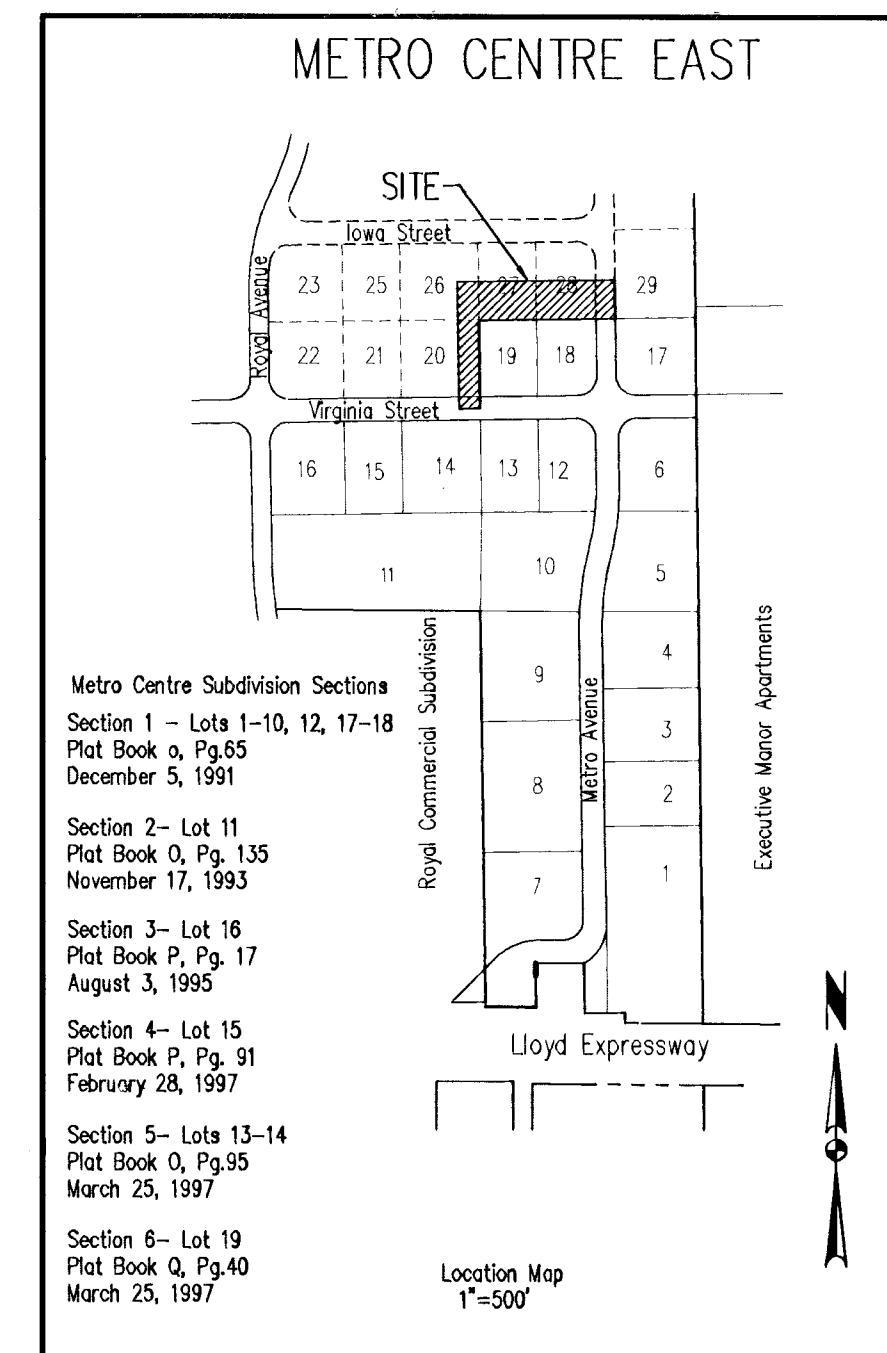 METRO CENTRE EAST
SITE
Iowa Street
Royal Avenue
23 25 26 27 28 29
22 21 20 19 18 17
Virginia Street
16 15 14 13 12 6
11 10 5
Royal Commercial Subdivision
9
Metro Avenue
4
Executive Manor Apartments
3
8
2
7
1
Metro Centre Subdivision Sections
Section 1 - Lots 1-10, 12, 17-18
Plat Book o, Pg.65
December 5, 1991
Section 2- Lot 11
Plat Book O, Pg. 135
November 17, 1993
Section 3- Lot 16
Plat Book P, Pg. 17
August 3, 1995
Section 4- Lot 15
Plat Book P, Pg. 91
February 28, 1997
Section 5- Lots 13-14
Plat Book O, Pg.95
March 25, 1997
Section 6- Lot 19
Plat Book Q, Pg.40
March 25, 1997
Lloyd Expressway
N
Location Map
1"=500'